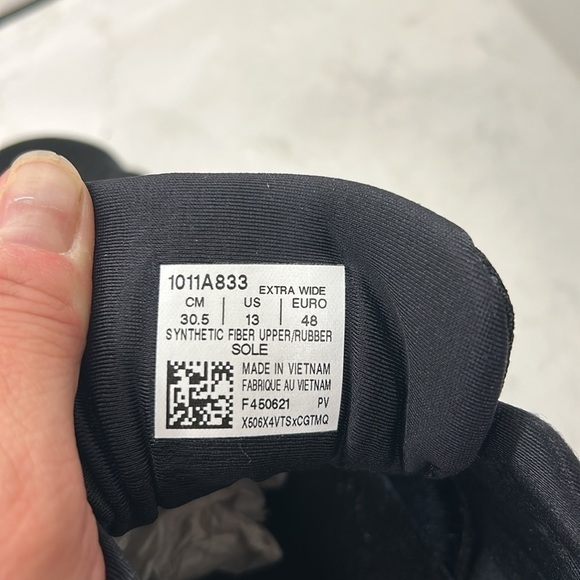 1011A833 EXTRA WIDE
CM | US | EURO
30.5 | 13 | 48
SYNTHETIC FIBER UPPER/RUBBER
SOLE
MADE IN VIETNAM
FABRIQUE AU VIETNAM
F450621 PV
X506X4VTSxCGTMQ